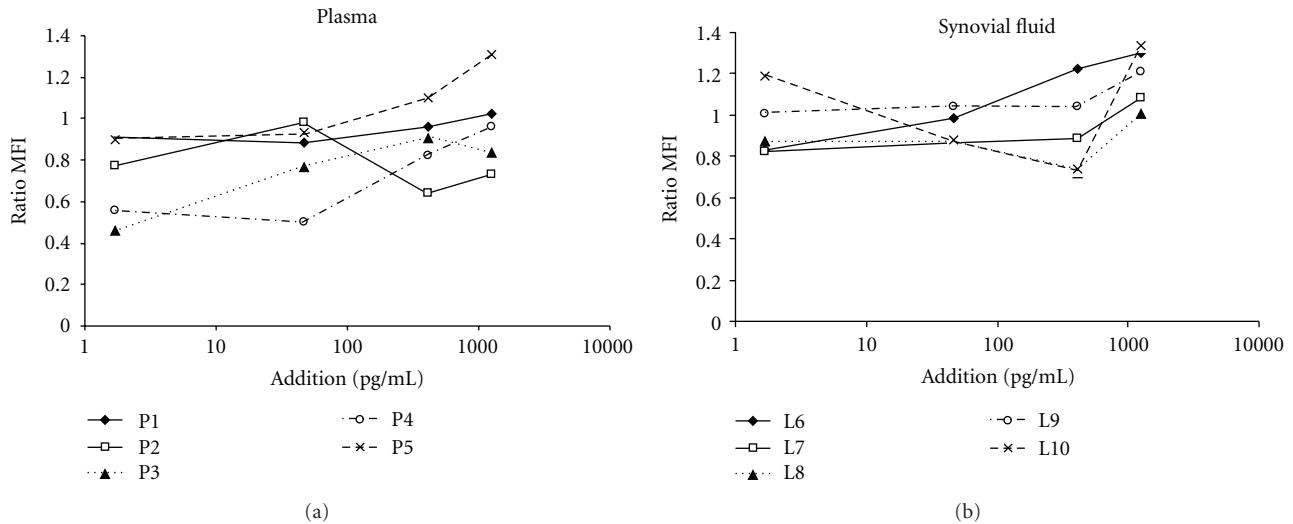 Plasma
1.4
1.2
1
0.8
0.6
0.4
0.2
0
Ratio MFI
1 10 100 1000 10000
Addition (pg/mL)
P1
P2
P3
P4
P5
(a)
Synovial fluid
1.4
1.2
1
0.8
0.6
0.4
0.2
0
Ratio MFI
1 10 100 1000 10000
Addition (pg/mL)
L6
L7
L8
L9
L10
(b)